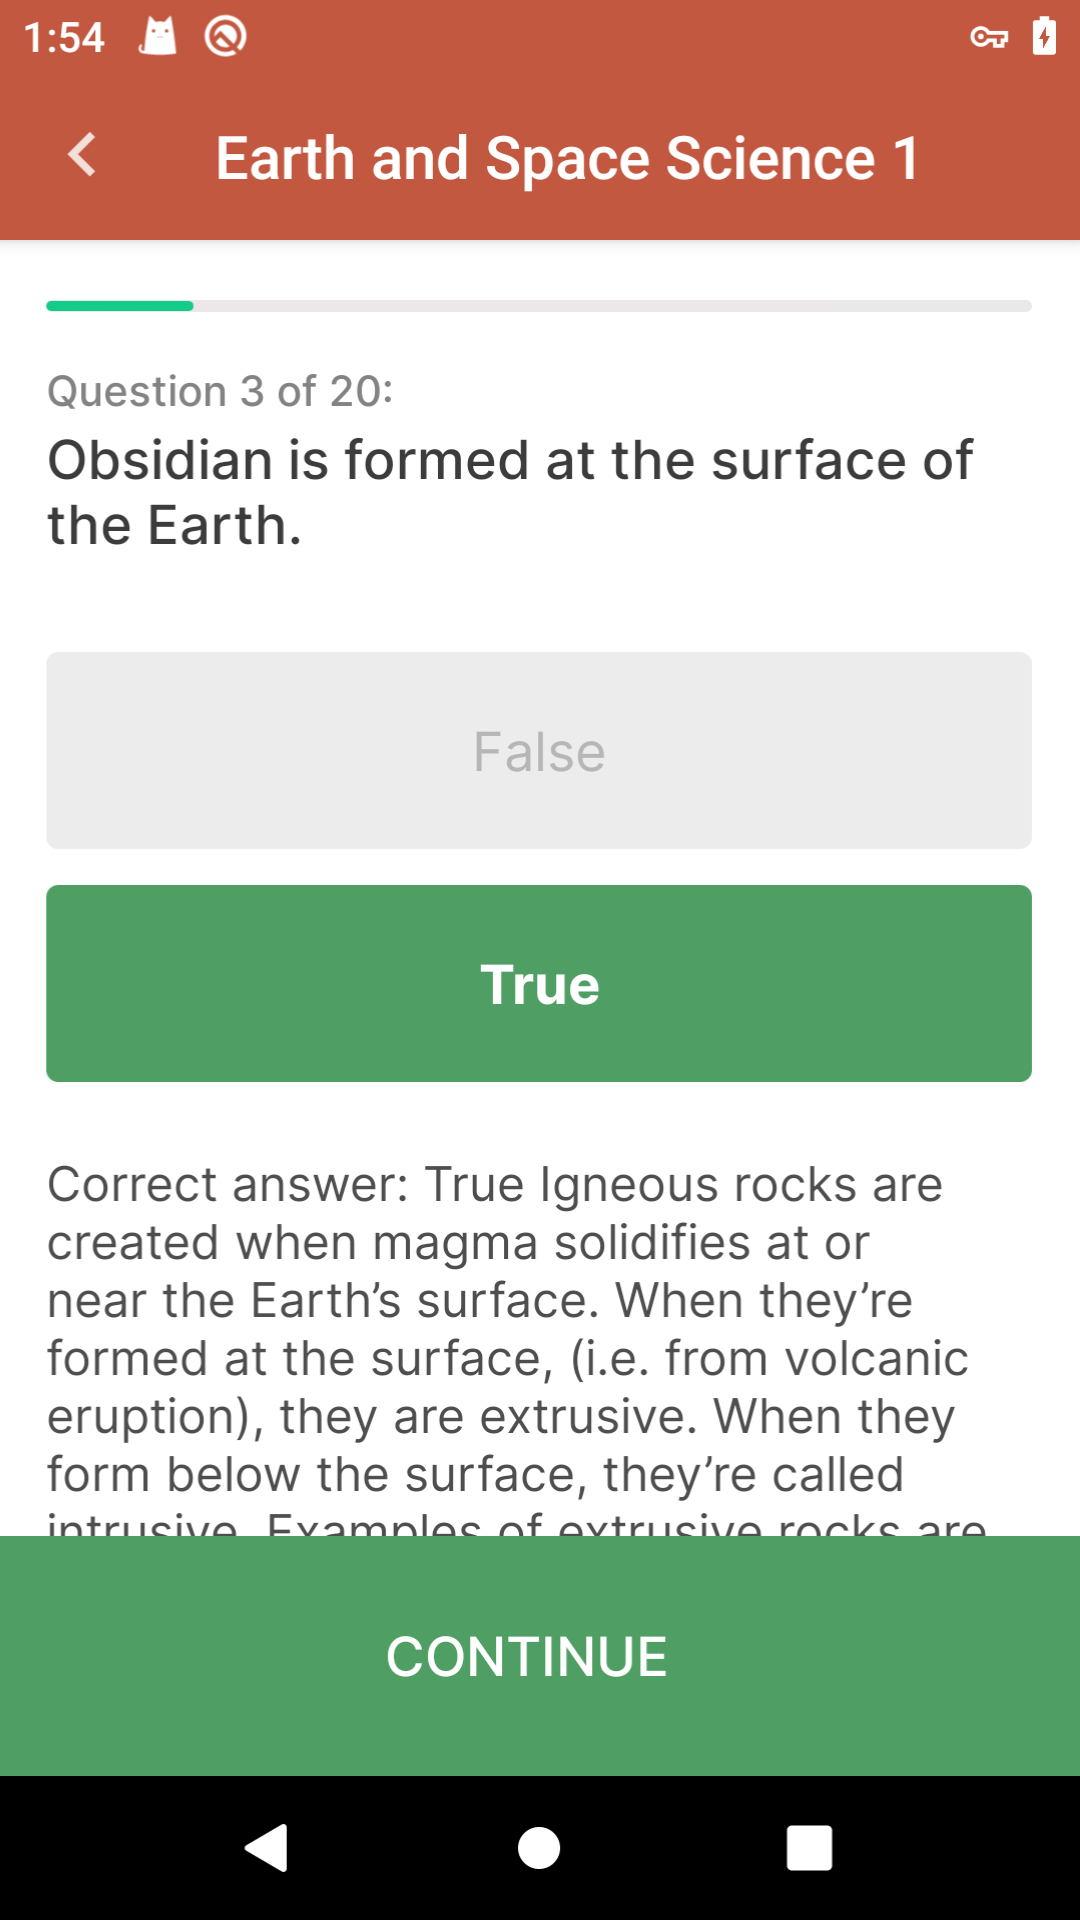 1:54
Earth and Space Science 1
Question 3 of 20:
Obsidian is formed at the surface of
the Earth.
False
True
Correct answer: True Igneous rocks are
created when magma solidifies at or
near the Earth’s surface. When they’re
formed at the surface, (i.e. from volcanic
eruption), they are extrusive. When they
form below the surface, they’re called
intrusive. Examples of extrusive rocks are
CONTINUE